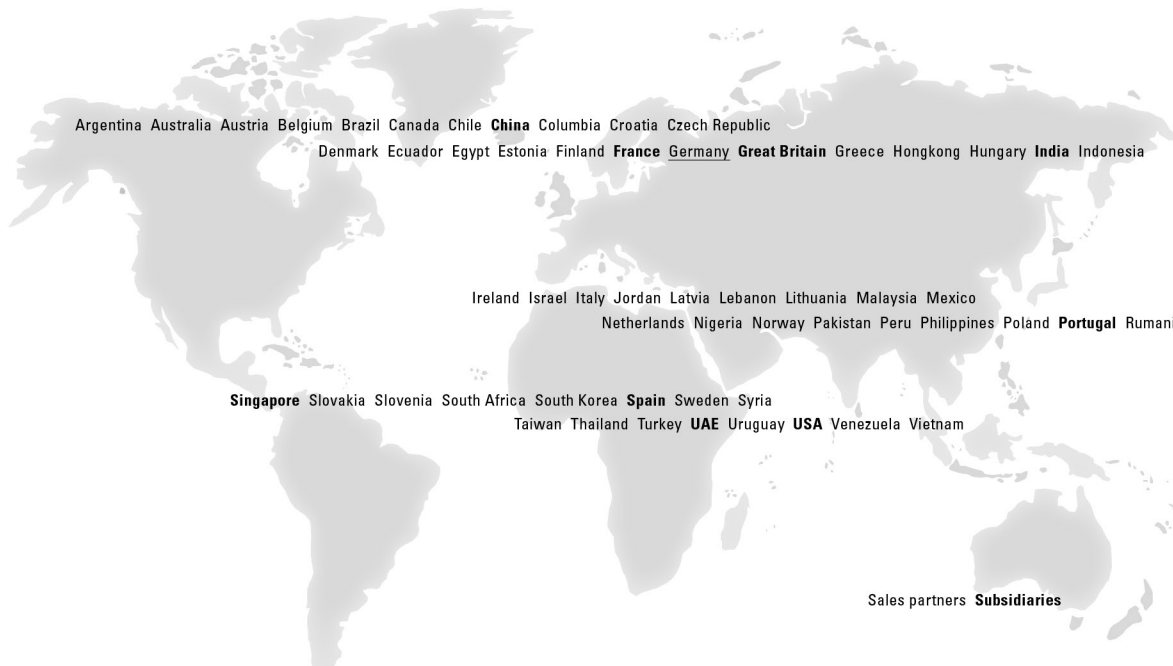 Argentina Australia Austria Belgium Brazil Canada Chile China Columbia Croatia Czech Republic
Denmark Ecuador Egypt Estonia Finland France Germany Great Britain Greece Hongkong Hungary India Indonesia
Ireland Israel Italy Jordan Latvia Lebanon Lithuania Malaysia Mexico
Netherlands Nigeria Norway Pakistan Peru Philippines Poland Portugal Rumani
Singapore Slovakia Slovenia South Africa South Korea Spain Sweden Syria
Taiwan Thailand Turkey UAE Uruguay USA Venezuela Vietnam
Sales partners Subsidiaries